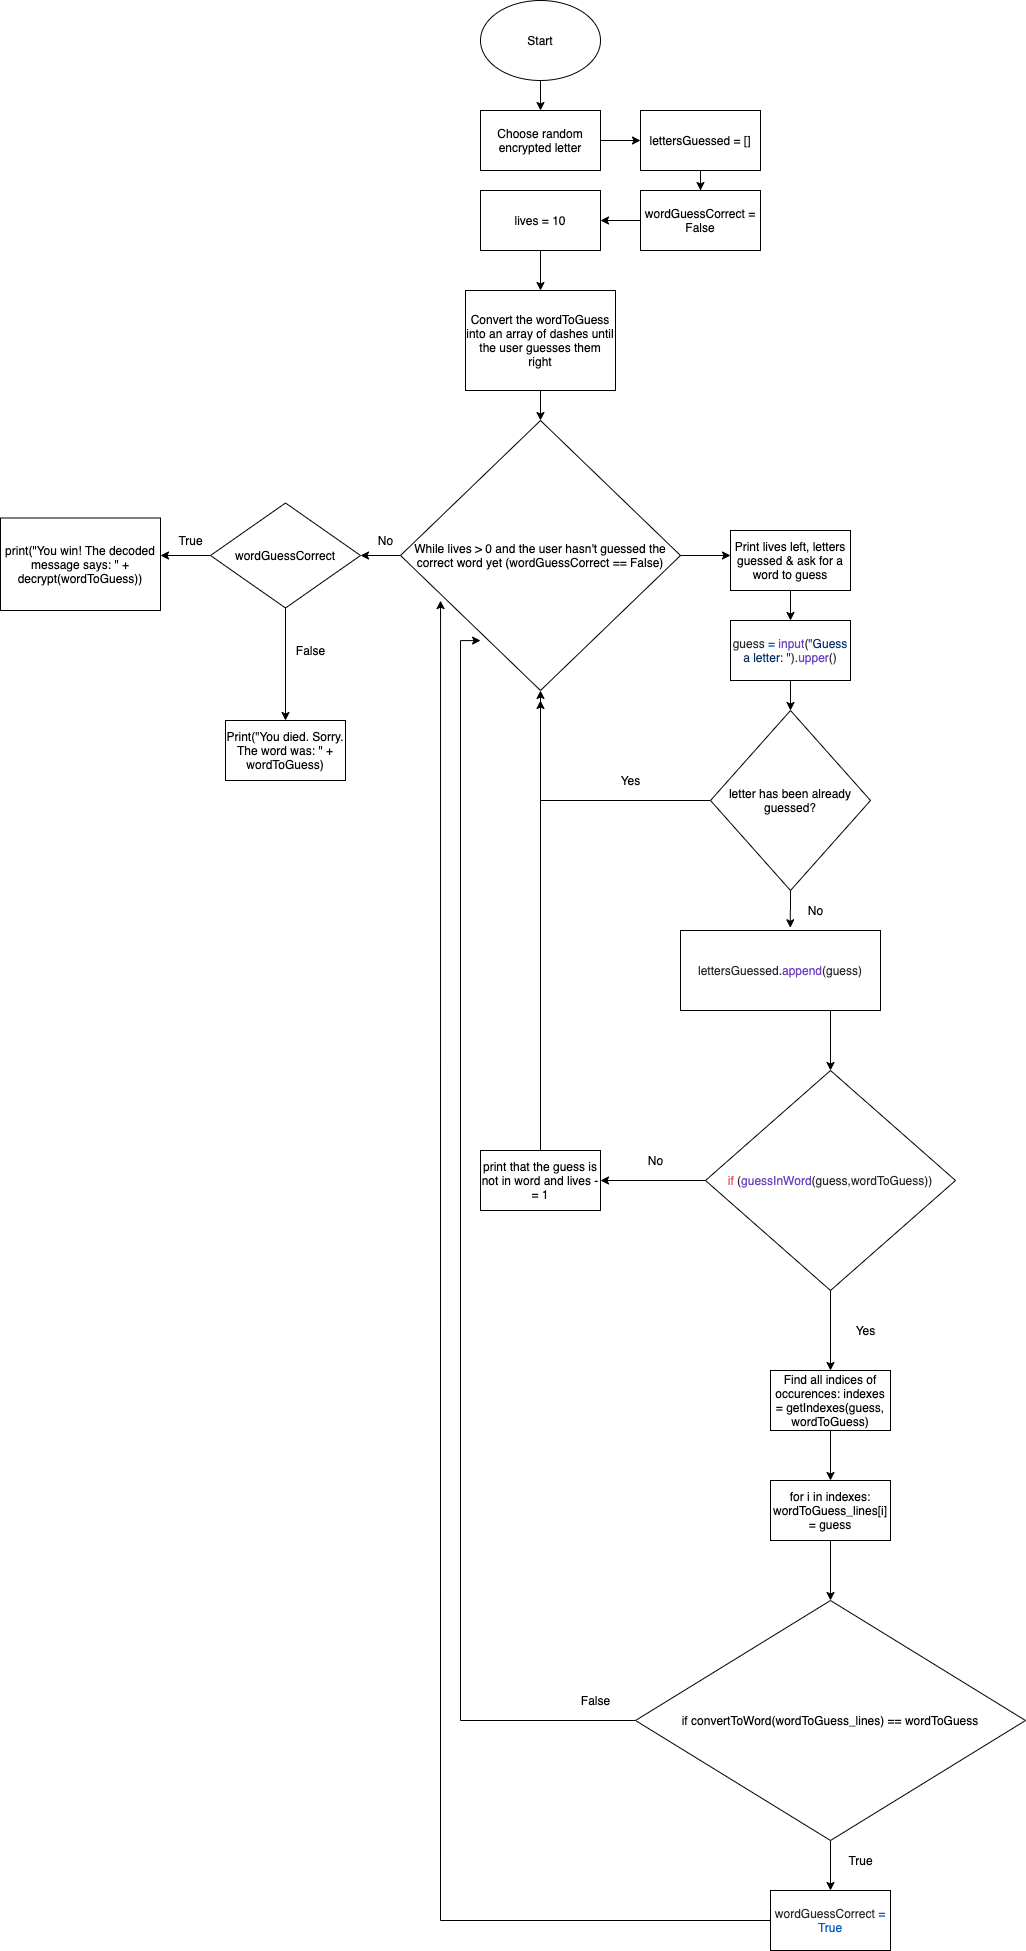 Start
Choose random
encrypted letter
lettersGuessed = []
lives = 10
wordGuessCorrect =
False
Convert the wordToGuess
into an array of dashes until
the user guesses them
right
While lives > 0 and the user hasn't guessed the
correct word yet (wordGuessCorrect == False)
No
wordGuessCorrect
True
print("You win! The decoded
message says: " +
decrypt(wordToGuess))
False
Print("You died. Sorry.
The word was: " +
wordToGuess)
Print lives left, letters
guessed & ask for a
word to guess
guess = input("Guess
a letter: ").upper()
letter has been already
guessed?
Yes
No
lettersGuessed.append(guess)
if (guessInWord(guess,wordToGuess))
No
print that the guess is
not in word and lives -
= 1
Yes
Find all indices of
occurences: indexes
= getIndexes(guess,
wordToGuess)
for i in indexes:
wordToGuess_lines[i]
= guess
if convertToWord(wordToGuess_lines) == wordToGuess
False
True
wordGuessCorrect =
True